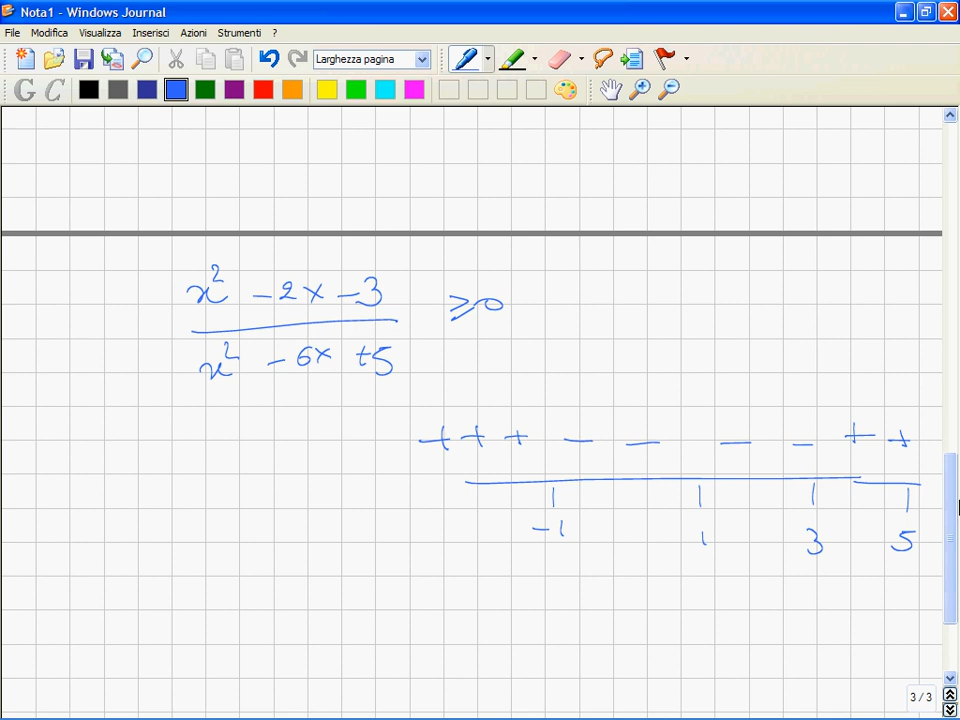 Nota1 - Windows Journal
File Modifica Visualizza Inserisci Azioni Strumenti ?
Larghezza pagina
G C
x² - 2x - 3
≥ 0
x² - 6x + 5
+ + + - - - - + +
-1 1 3 5
3 / 3